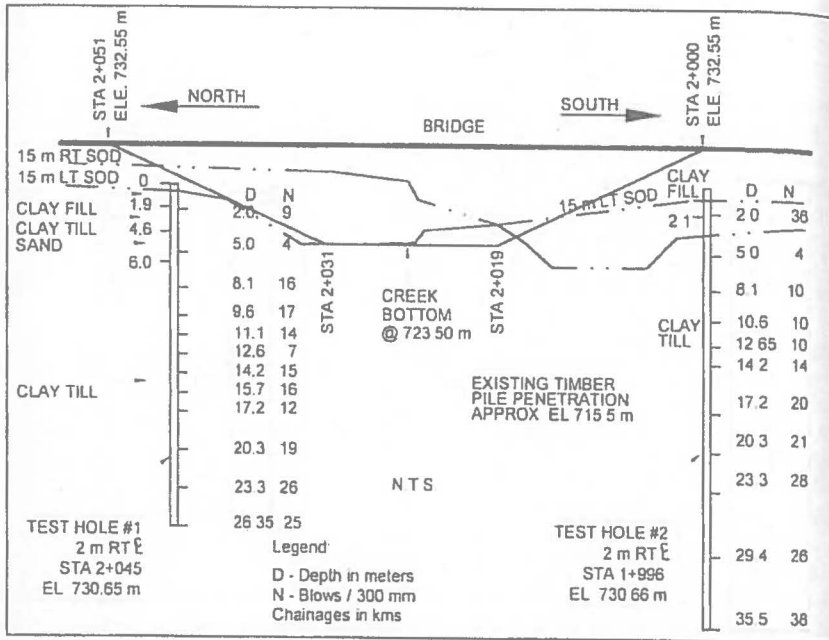 STA 2+051
ELE. 732.55 m
NORTH
BRIDGE
SOUTH
STA 2+000
ELE. 732.55 m
15 m RT SOD
15 m LT SOD
0
CLAY FILL
1.9
CLAY TILL
4.6
SAND
6.0
CLAY TILL
D N
2.0 9
5.0 4
8.1 16
9.6 17
11.1 14
12.6 7
14.2 15
15.7 16
17.2 12
20.3 19
23.3 26
26 35 25
STA 2+031
CREEK
BOTTOM
@ 723 50 m
STA 2+019
15 m LT SOD
EXISTING TIMBER
PILE PENETRATION
APPROX EL 715 5 m
N T S
CLAY
FILL
2 1
CLAY
TILL
D N
2 0 38
5 0 4
8.1 10
10.6 10
12 65 10
14 2 14
17.2 20
20 3 21
23 3 28
29 4 26
35 5 38
TEST HOLE #1
2 m RT ℄
STA 2+045
EL 730.65 m
Legend
D - Depth in meters
N - Blows / 300 mm
Chainages in kms
TEST HOLE #2
2 m RT ℄
STA 1+996
EL 730 66 m